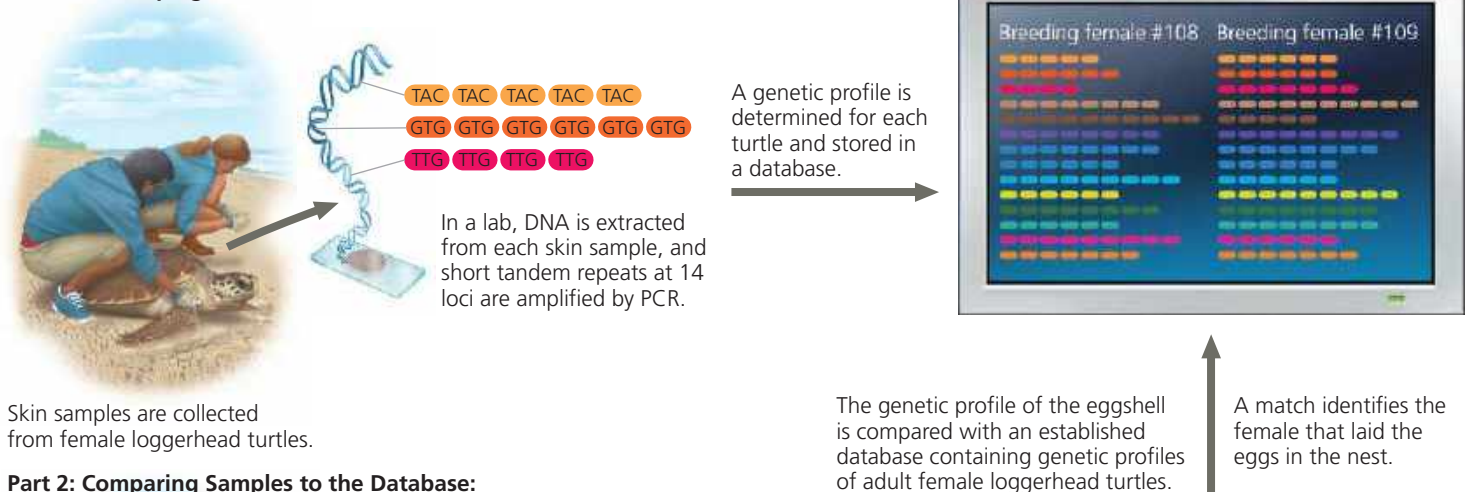 TAC TAC TAC TAC TAC
GTG GTG GTG GTG GTG GTG
TTG TTG TTG TTG
In a lab, DNA is extracted
from each skin sample, and
short tandem repeats at 14
loci are amplified by PCR.
A genetic profile is
determined for each
turtle and stored in
a database.
Breeding female #108 Breeding female #109
Skin samples are collected
from female loggerhead turtles.
The genetic profile of the eggshell
is compared with an established
database containing genetic profiles
of adult female loggerhead turtles.
A match identifies the
female that laid the
eggs in the nest.
Part 2: Comparing Samples to the Database: